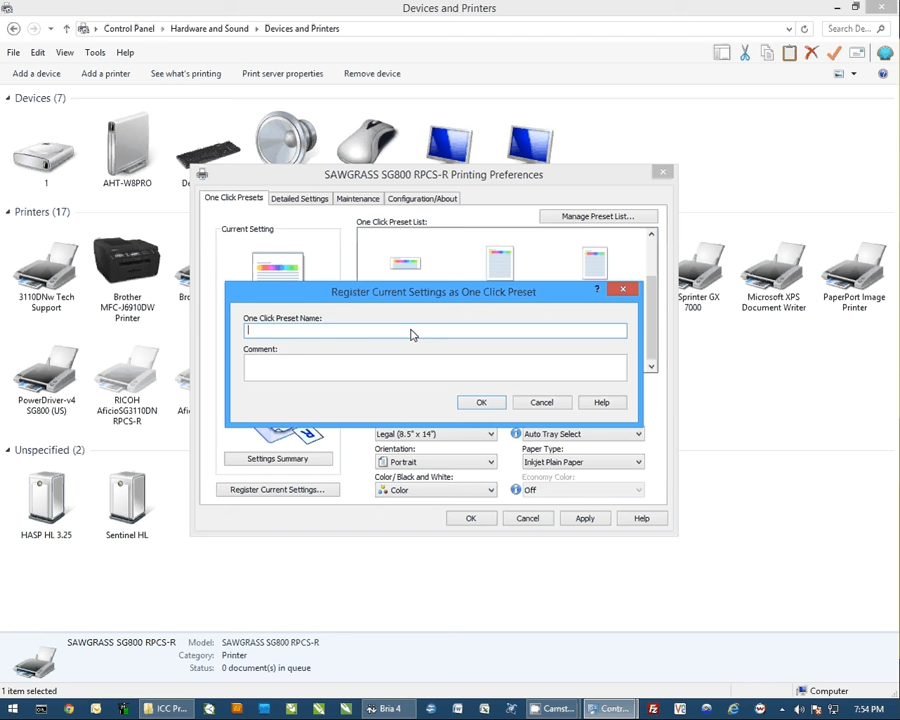 Devices and Printers
Control Panel Hardware and Sound Devices and Printers
Search De...
File Edit View Tools Help
Add a device Add a printer See what's printing Print server properties Remove device
Devices (7)
1
AHT-W8PRO
SAWGRASS SG800 RPCS-R Printing Preferences
One Click Presets Detailed Settings Maintenance Configuration/About
Current Setting
One Click Preset List:
Manage Preset List...
Printers (17)
3110DNw Tech Support
Brother MFC-J6910DW Printer
GX 7000
Microsoft XPS Document Writer
PaperPort Image Printer
Register Current Settings as One Click Preset
?
One Click Preset Name:
Comment:
OK Cancel Help
PowerDriver-v4 SG800 (US)
RICOH AficioSG3110DN RPCS-R
Legal (8.5" x 14")
Auto Tray Select
Orientation:
Paper Type:
Portrait
Inkjet Plain Paper
Settings Summary
Color/Black and White:
Economy Color:
Color
Off
Register Current Settings...
OK Cancel Apply Help
Unspecified (2)
HASP HL 3.25
Sentinel HL
SAWGRASS SG800 RPCS-R
Model: SAWGRASS SG800 RPCS-R
Category: Printer
Status: 0 document(s) in queue
1 item selected
Computer
ICC Pr...
Bria 4
Camst...
Contr...
7:54 PM